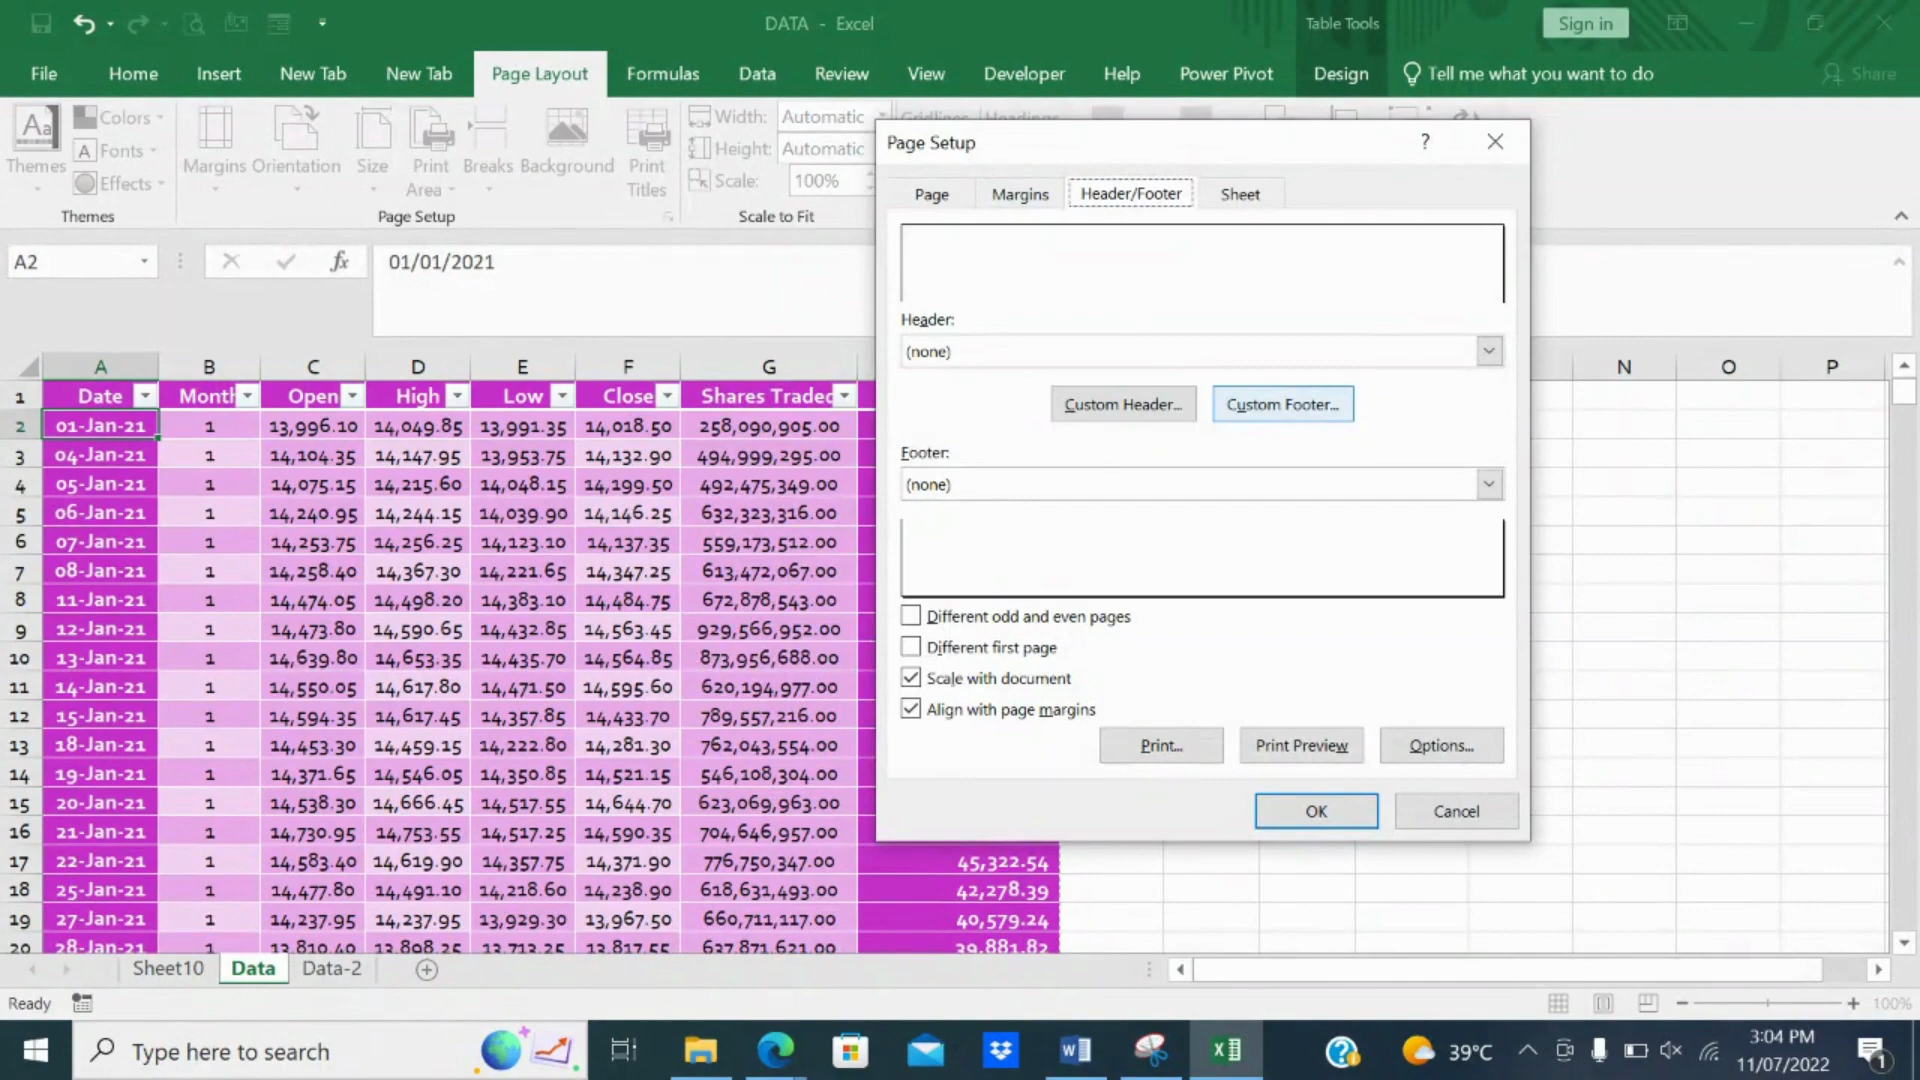 DATA - Excel
Table Tools
Sign in
File Home Insert New Tab New Tab Page Layout Formulas Data Review View Developer Help Power Pivot Design Tell me what you want to do Share
Themes
Colors
Fonts
Effects
Themes
Margins
Orientation
Size
Print Area
Breaks
Background
Print Titles
Page Setup
Width: Automatic
Height: Automatic
Scale: 100%
Scale to Fit
Gridlines Headings
A2
fx
01/01/2021
A B C D E F G N O P
1 Date Month Open High Low Close Shares Traded
2 01-Jan-21 1 13,996.10 14,049.85 13,991.35 14,018.50 258,090,905.00
3 04-Jan-21 1 14,104.35 14,147.95 13,953.75 14,132.90 494,999,295.00
4 05-Jan-21 1 14,075.15 14,215.60 14,048.15 14,199.50 492,475,349.00
5 06-Jan-21 1 14,240.95 14,244.15 14,039.90 14,146.25 632,323,316.00
6 07-Jan-21 1 14,253.75 14,256.25 14,123.10 14,137.35 559,173,512.00
7 08-Jan-21 1 14,258.40 14,367.30 14,221.65 14,347.25 613,472,067.00
8 11-Jan-21 1 14,474.05 14,498.20 14,383.10 14,484.75 672,878,543.00
9 12-Jan-21 1 14,473.80 14,590.65 14,432.85 14,563.45 929,566,952.00
10 13-Jan-21 1 14,639.80 14,653.35 14,435.70 14,564.85 873,956,688.00
11 14-Jan-21 1 14,550.05 14,617.80 14,471.50 14,595.60 620,194,977.00
12 15-Jan-21 1 14,594.35 14,617.45 14,357.85 14,433.70 789,557,216.00
13 18-Jan-21 1 14,453.30 14,459.15 14,222.80 14,281.30 762,043,554.00
14 19-Jan-21 1 14,371.65 14,546.05 14,350.85 14,521.15 546,108,304.00
15 20-Jan-21 1 14,538.30 14,666.45 14,517.55 14,644.70 623,069,963.00
16 21-Jan-21 1 14,730.95 14,753.55 14,517.25 14,590.35 704,646,957.00
17 22-Jan-21 1 14,583.40 14,619.90 14,357.75 14,371.90 776,750,347.00 45,322.54
18 25-Jan-21 1 14,477.80 14,491.10 14,218.60 14,238.90 618,631,493.00 42,278.39
19 27-Jan-21 1 14,237.95 14,237.95 13,929.30 13,967.50 660,711,117.00 40,579.24
20 28-Jan-21 1 13,810.40 13,898.25 13,713.25 13,817.55 637,871,621.00 39,881.82
Page Setup ?
Page Margins Header/Footer Sheet
Header:
(none)
Custom Header... Custom Footer...
Footer:
(none)
Different odd and even pages
Different first page
Scale with document
Align with page margins
Print... Print Preview Options...
OK Cancel
Sheet10 Data Data-2
Ready
100%
Type here to search
39°C
3:04 PM
11/07/2022
1